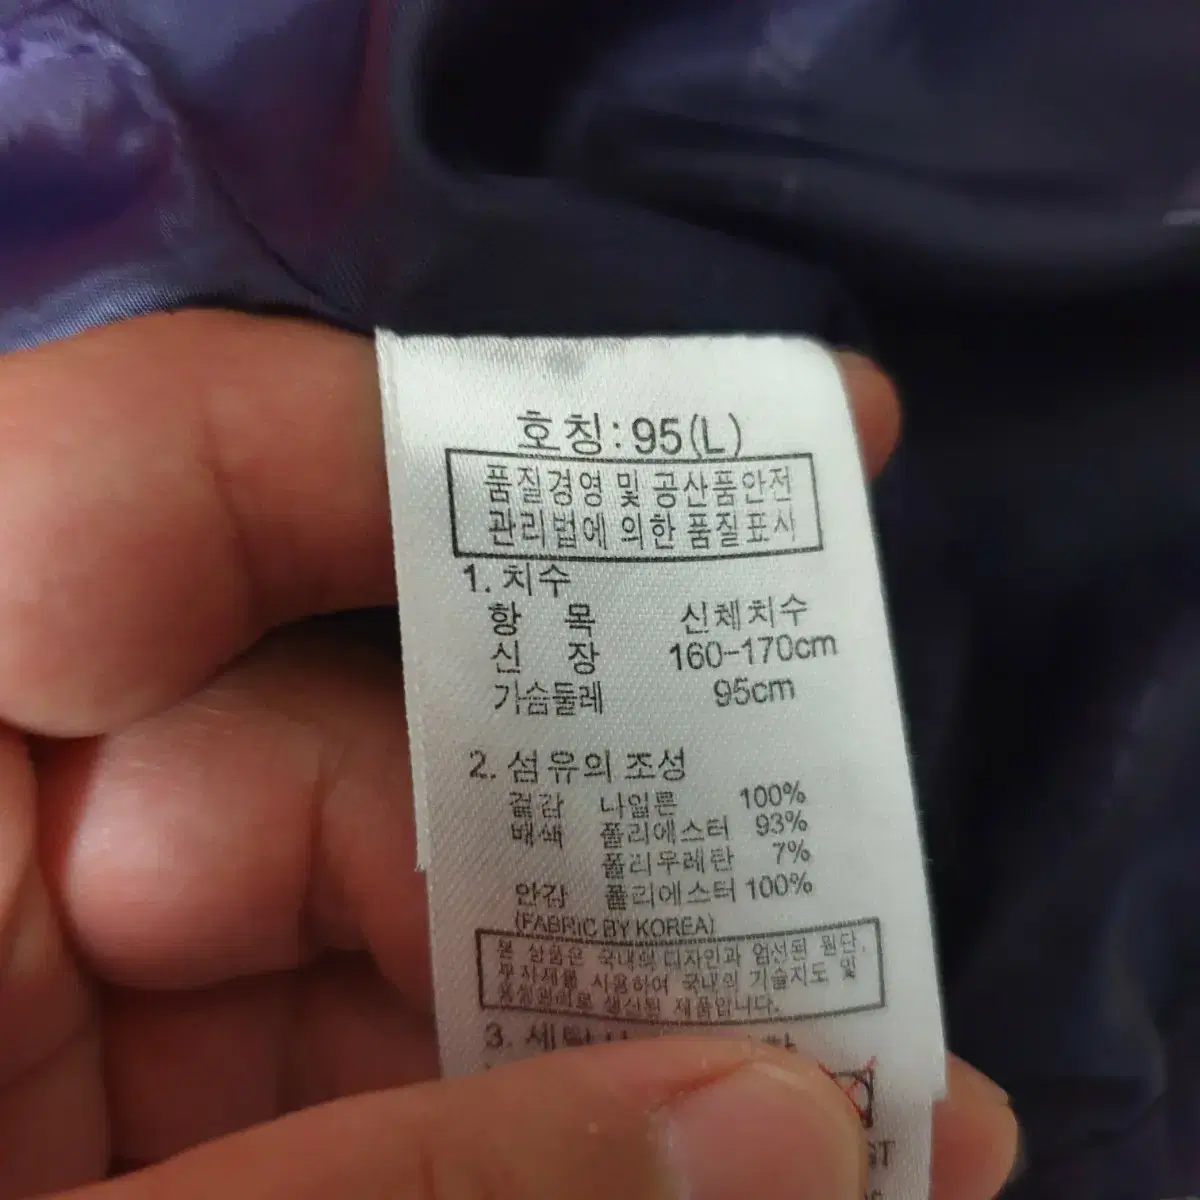 호칭: 95(L)
품질경영 및 공산품안전
관리법에 의한 품질표시
1. 치수
항 목 신체치수
신 장 160-170cm
가슴둘레 95cm
2. 섬유의 조성
겉감 나일론 100%
배색 폴리에스터 93%
폴리우레탄 7%
안감 폴리에스터 100%
(FABRIC BY KOREA)
본 상품은 국내의 디자인과 엄선된 원단,
부자재를 사용하여 국내의 기술지도 및
품질관리로 생산된 제품입니다.
3.